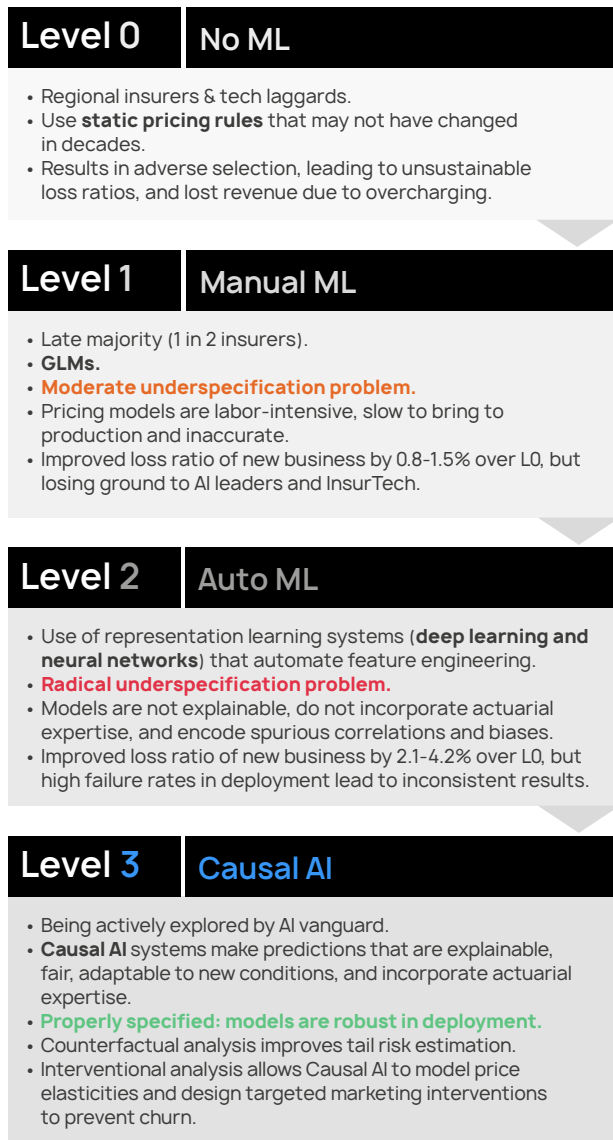 Level 0 No ML
• Regional insurers & tech laggards.
• Use static pricing rules that may not have changed
in decades.
• Results in adverse selection, leading to unsustainable
loss ratios, and lost revenue due to overcharging.
Level 1 Manual ML
• Late majority (1 in 2 insurers).
• GLMs.
• Moderate underspecification problem.
• Pricing models are labor-intensive, slow to bring to
production and inaccurate.
• Improved loss ratio of new business by 0.8-1.5% over L0, but
losing ground to AI leaders and InsurTech.
Level 2 Auto ML
• Use of representation learning systems (deep learning and
neural networks) that automate feature engineering.
• Radical underspecification problem.
• Models are not explainable, do not incorporate actuarial
expertise, and encode spurious correlations and biases.
• Improved loss ratio of new business by 2.1-4.2% over L0, but
high failure rates in deployment lead to inconsistent results.
Level 3 Causal AI
• Being actively explored by AI vanguard.
• Causal AI systems make predictions that are explainable,
fair, adaptable to new conditions, and incorporate actuarial
expertise.
• Properly specified: models are robust in deployment.
• Counterfactual analysis improves tail risk estimation.
• Interventional analysis allows Causal AI to model price
elasticities and design targeted marketing interventions
to prevent churn.